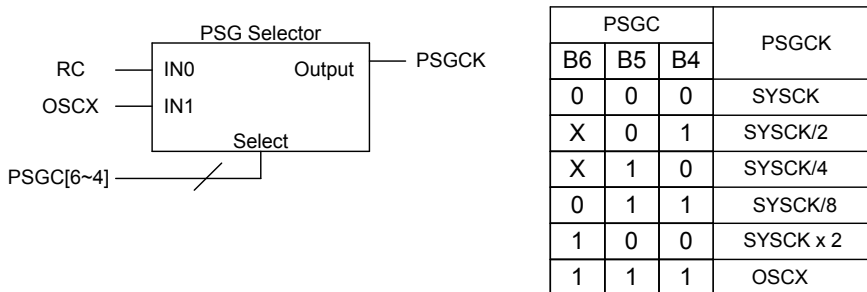 PSG Selector
RC IN0 Output PSGCK
OSCX IN1
Select
PSGC[6~4]
PSGC PSGCK
B6 B5 B4
0 0 0 SYSCK
X 0 1 SYSCK/2
X 1 0 SYSCK/4
0 1 1 SYSCK/8
1 0 0 SYSCK x 2
1 1 1 OSCX